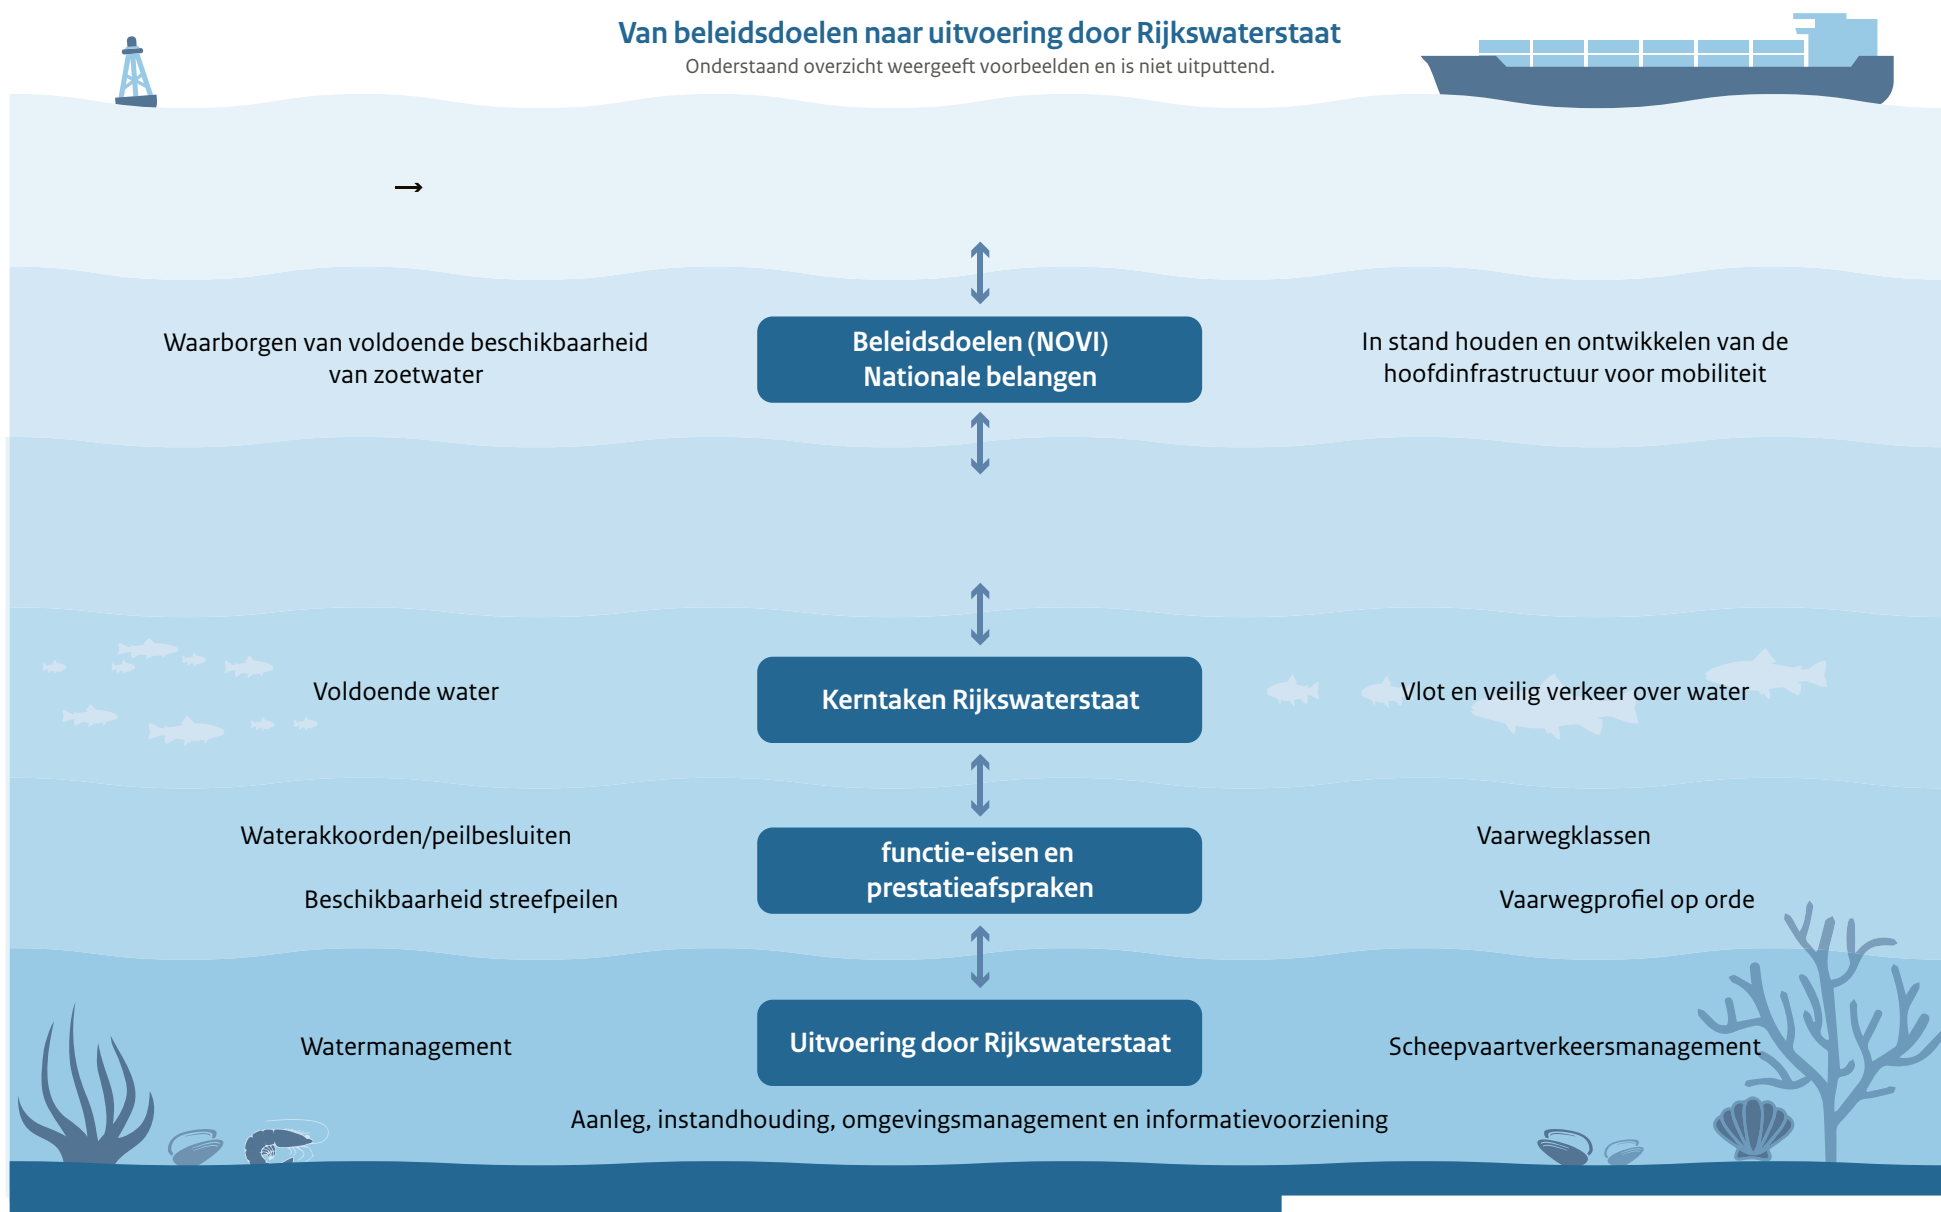 Van beleidsdoelen naar uitvoering door Rijkswaterstaat
Onderstaand overzicht weergeeft voorbeelden en is niet uitputtend.
→
Waarborgen van voldoende beschikbaarheid
van zoetwater
Beleidsdoelen (NOVI)
Nationale belangen
In stand houden en ontwikkelen van de
hoofdinfrastructuur voor mobiliteit
Voldoende water
Kerntaken Rijkswaterstaat
Vlot en veilig verkeer over water
Waterakkoorden/peilbesluiten
Beschikbaarheid streefpeilen
functie-eisen en
prestatieafspraken
Vaarwegklassen
Vaarwegprofiel op orde
Watermanagement
Uitvoering door Rijkswaterstaat
Scheepvaartverkeersmanagement
Aanleg, instandhouding, omgevingsmanagement en informatievoorziening